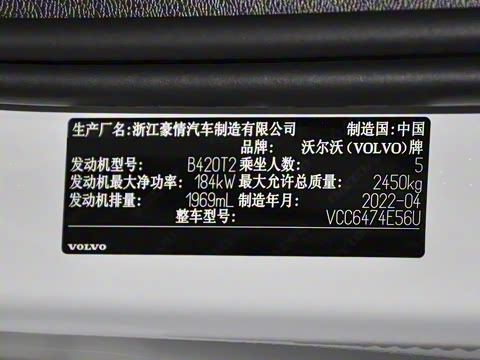 生产厂名:浙江豪情汽车制造有限公司 制造国:中国
品牌: 沃尔沃(VOLVO)牌
发动机型号: B420T2 乘坐人数: 5
发动机最大净功率: 184kW 最大允许总质量: 2450kg
发动机排量: 1969mL 制造年月: 2022-04
整车型号: VCC6474E56U
VOLVO